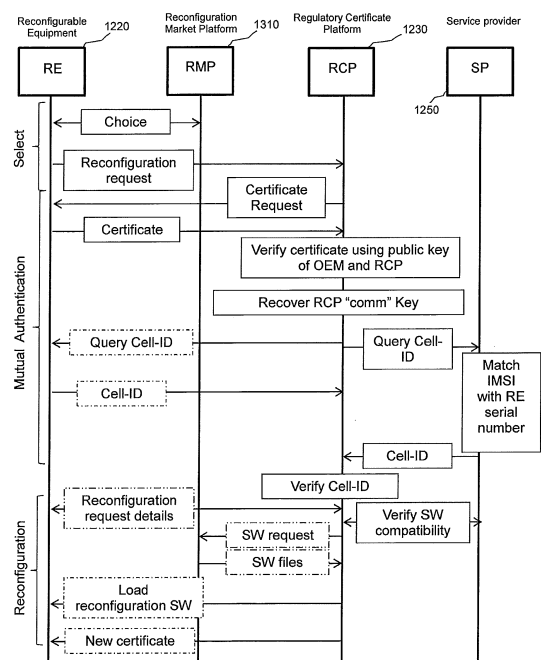 Reconfigurable
Equipment
1220
Reconfiguration
Market Platform
1310
Regulatory Certificate
Platform
1230
Service provider
RE
RMP
RCP
SP
1250
Select
Choice
Reconfiguration
request
Mutual Authentication
Certificate
Request
Certificate
Verify certificate using public key
of OEM and RCP
Recover RCP “comm” Key
Query Cell-ID
Query Cell-
ID
Match
IMSI
with RE
serial
number
Cell-ID
Cell-ID
Verify Cell-ID
Reconfiguration
Reconfiguration
request details
Verify SW
compatibility
SW request
SW files
Load
reconfiguration SW
New certificate